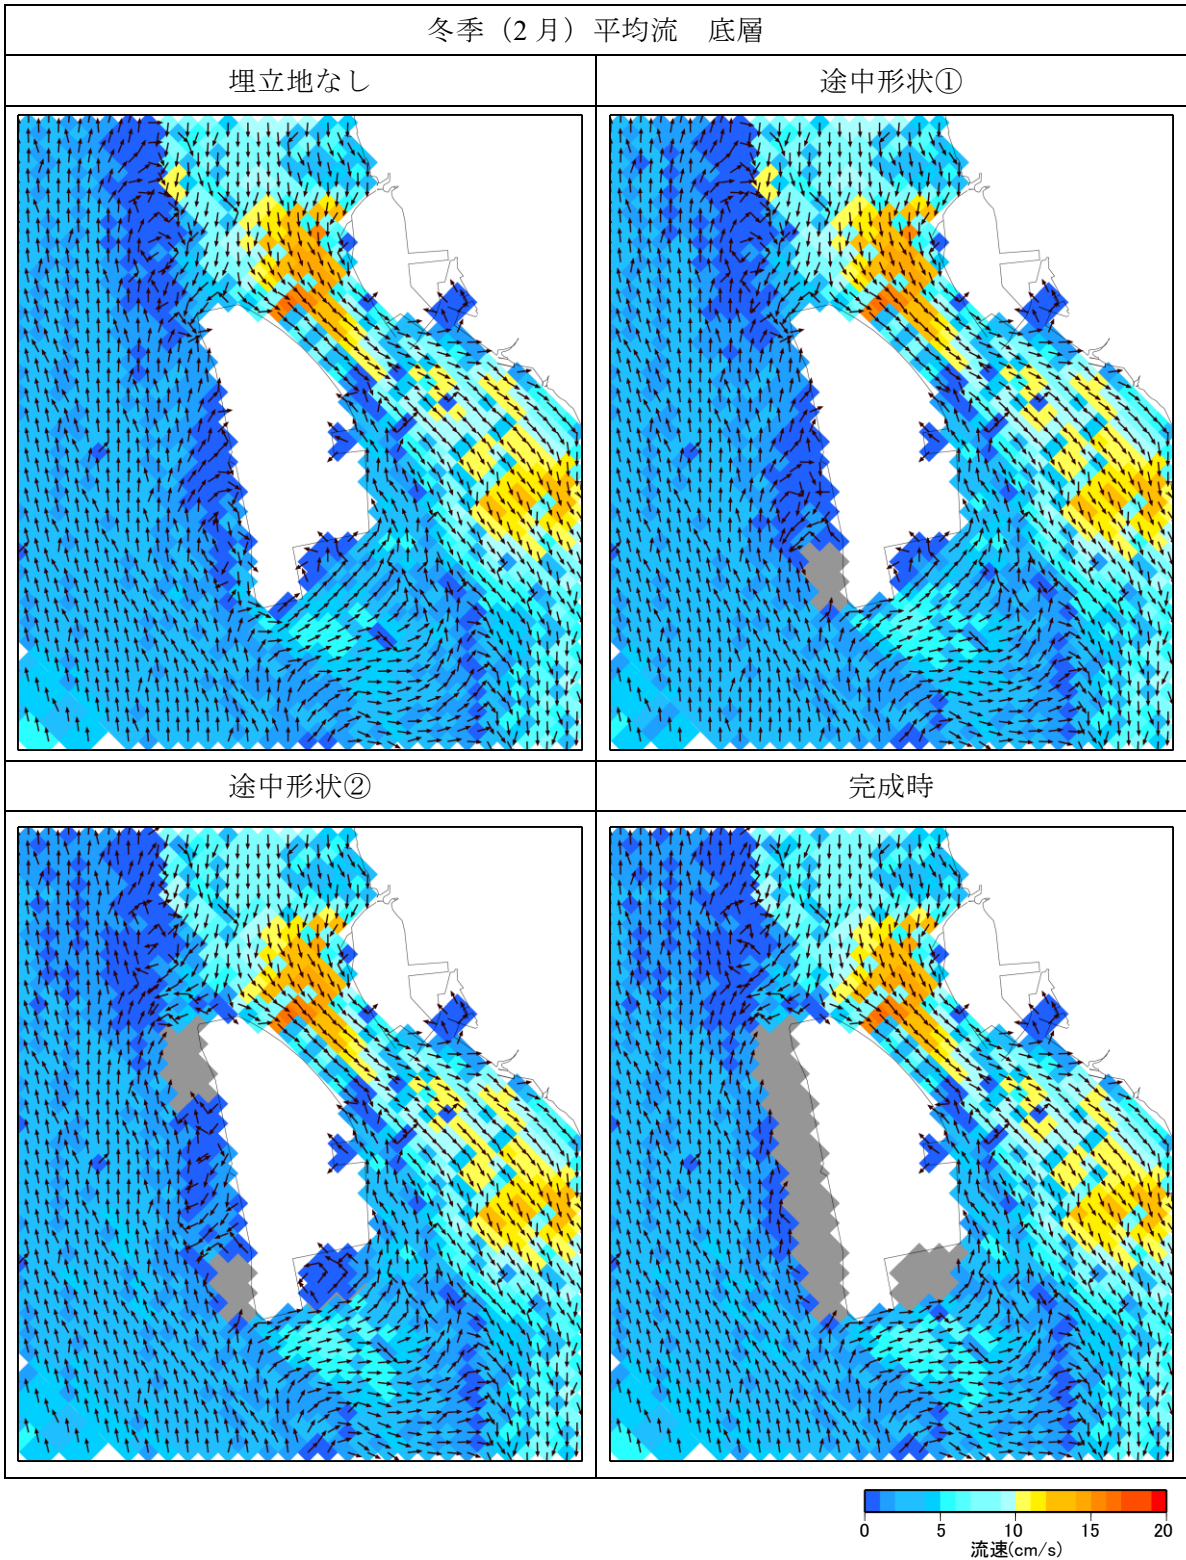 冬季（2月）平均流　底層
埋立地なし
途中形状①
途中形状②
完成時
0 5 10 15 20
流速(cm/s)